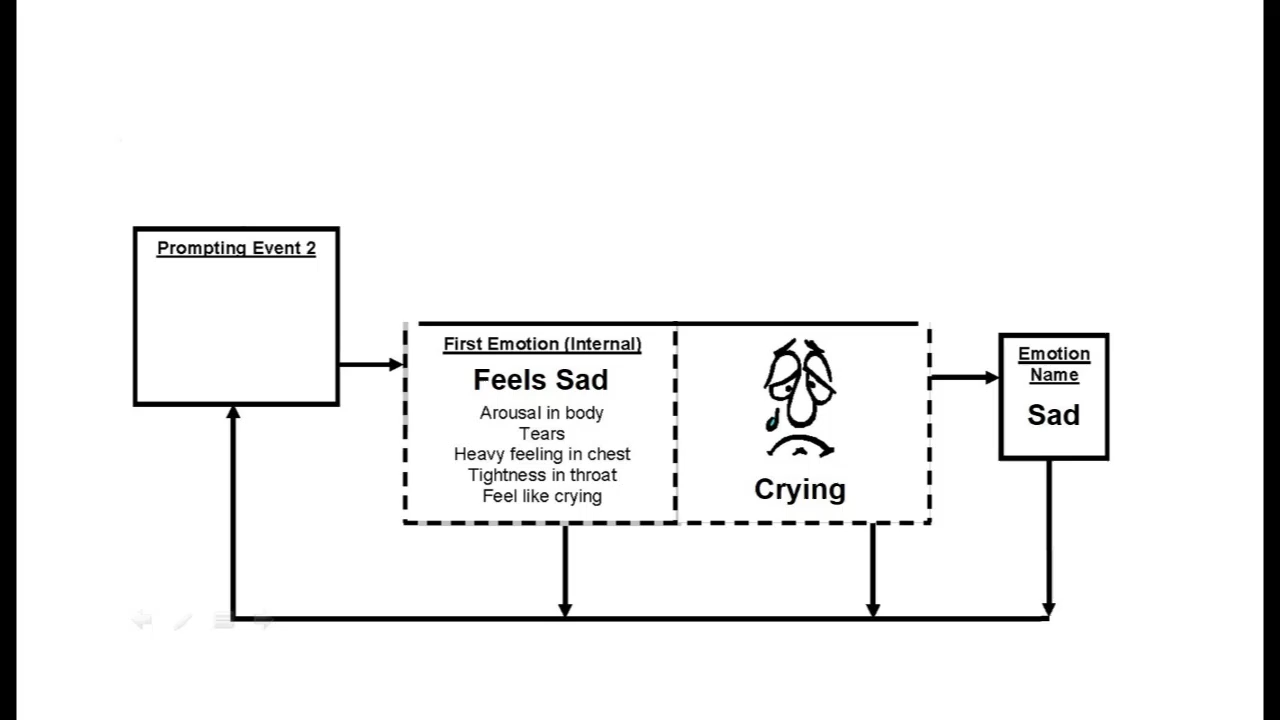 Prompting Event 2
First Emotion (Internal)
Feels Sad
Arousal in body
Tears
Heavy feeling in chest
Tightness in throat
Feel like crying
Crying
Emotion
Name
Sad